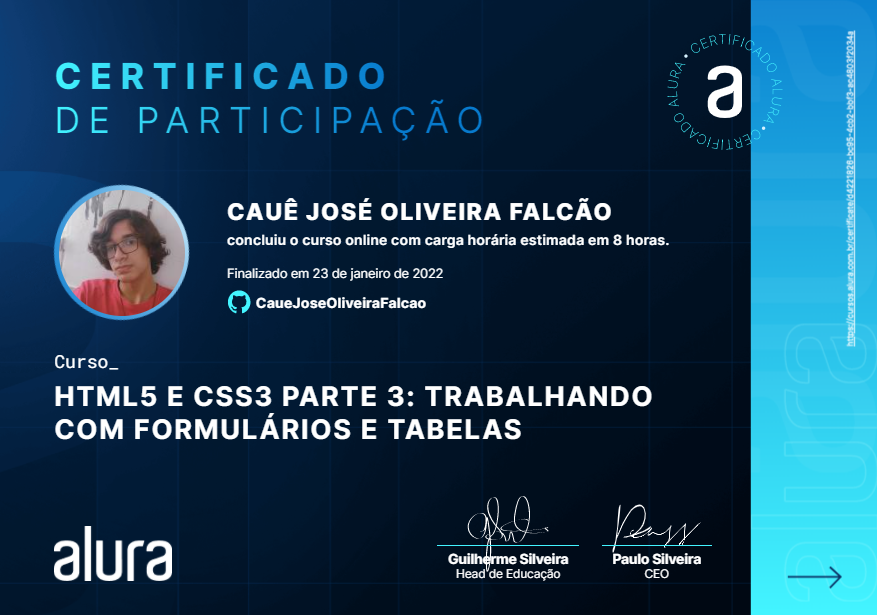 CERTIFICADO
DE PARTICIPAÇÃO
CERTIFICADO ALURA • CERTIFICADO ALURA •
a
CAUÊ JOSÉ OLIVEIRA FALCÃO
concluiu o curso online com carga horária estimada em 8 horas.
Finalizado em 23 de janeiro de 2022
CaueJoseOliveiraFalcao
Curso_
HTML5 E CSS3 PARTE 3: TRABALHANDO
COM FORMULÁRIOS E TABELAS
alura
Guilherme Silveira
Head de Educação
Paulo Silveira
CEO
alura